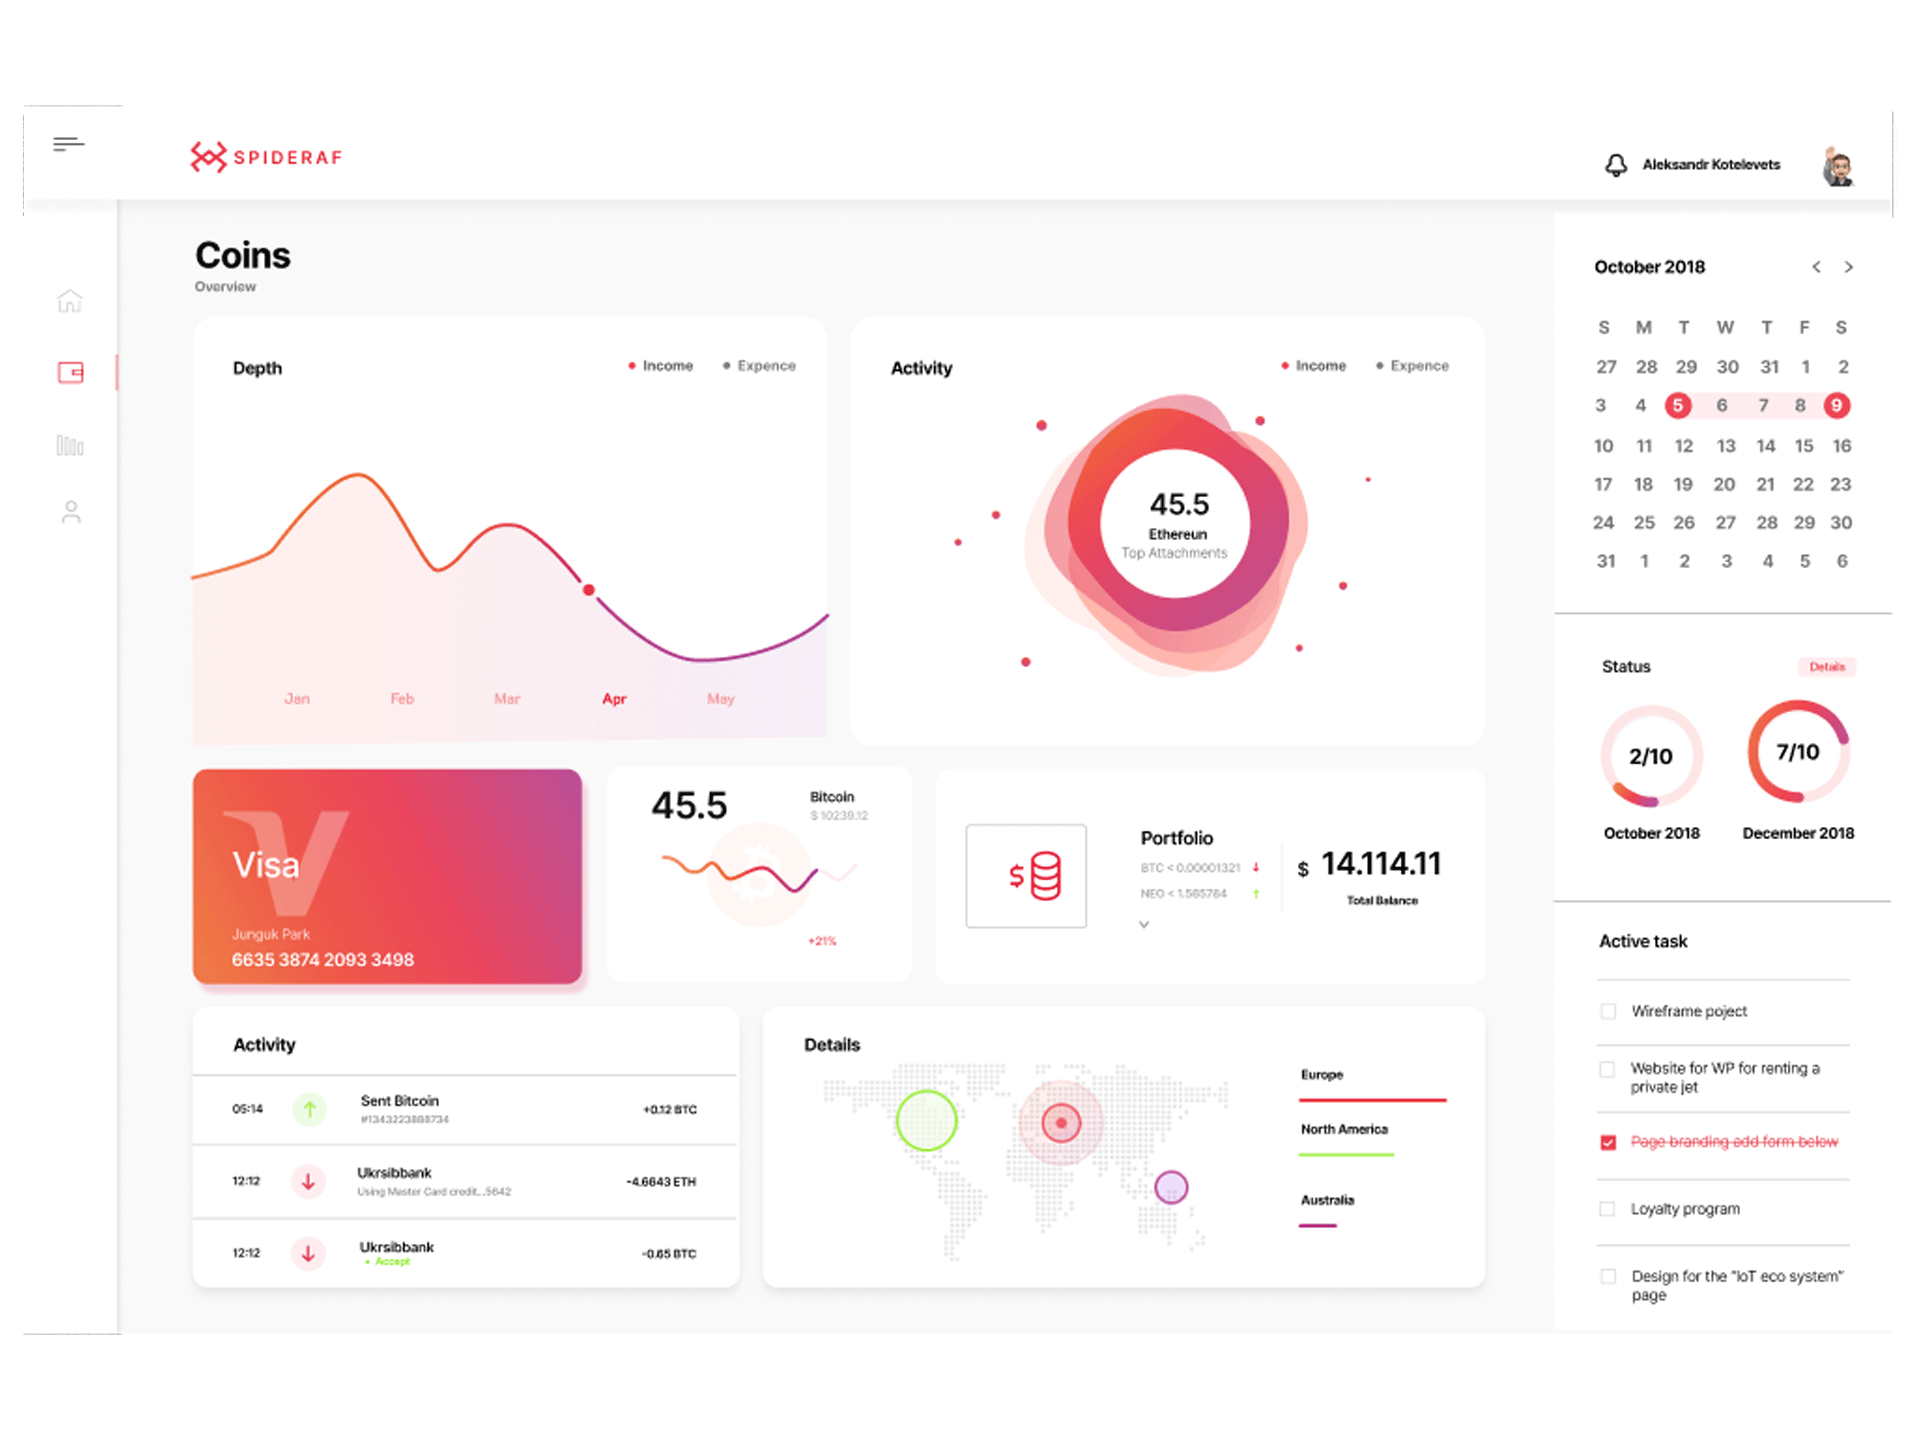 SPIDERAF
Aleksandr Kotelevets
Coins
Overview
Depth
Income
Expence
Jan
Feb
Mar
Apr
May
Activity
Income
Expence
45.5
Ethereun
Top Attachments
Visa
Junguk Park
6635 3874 2093 3498
45.5
Bitcoin
$ 10239.12
+21%
Portfolio
BTC < 0.00001321
NEO < 1.565784
$ 14.114.11
Total Balance
Activity
05:14
Sent Bitcoin
#1343223888734
+0.12 BTC
12:12
Ukrsibbank
Using Master Card credit...5642
-4.6643 ETH
12:12
Ukrsibbank
Accept
-0.65 BTC
Details
Europe
North America
Australia
October 2018
< >
S M T W T F S
27 28 29 30 31 1 2
3 4 5 6 7 8 9
10 11 12 13 14 15 16
17 18 19 20 21 22 23
24 25 26 27 28 29 30
31 1 2 3 4 5 6
Status
Details
2/10
October 2018
7/10
December 2018
Active task
Wireframe poject
Website for WP for renting a
private jet
Page branding add form below
Loyalty program
Design for the "IoT eco system"
page